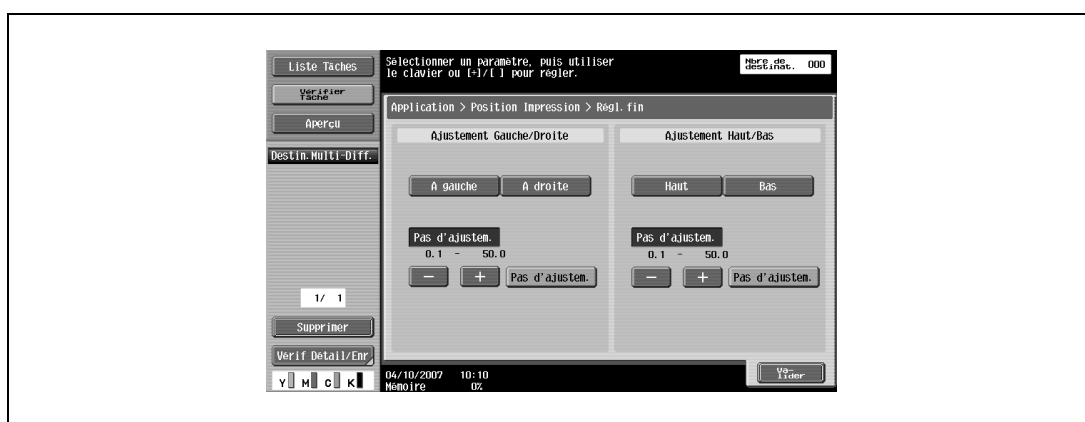 Liste Tâches
Vérifier
Tâche
Aperçu
Destin.Multi-Diff.
1/ 1
Supprimer
Vérif Détail/Enr
Y M C K
Sélectionner un paramètre, puis utiliser
le clavier ou [+]/[ ] pour régler.
Nbre de
destinat. 000
Application > Position Impression > Régl.fin
Ajustement Gauche/Droite
A gauche A droite
Pas d'ajustem.
0.1 - 50.0
- + Pas d'ajustem.
Ajustement Haut/Bas
Haut Bas
Pas d'ajustem.
0.1 - 50.0
- + Pas d'ajustem.
04/10/2007 10:10
Mémoire 0%
Va-
lider